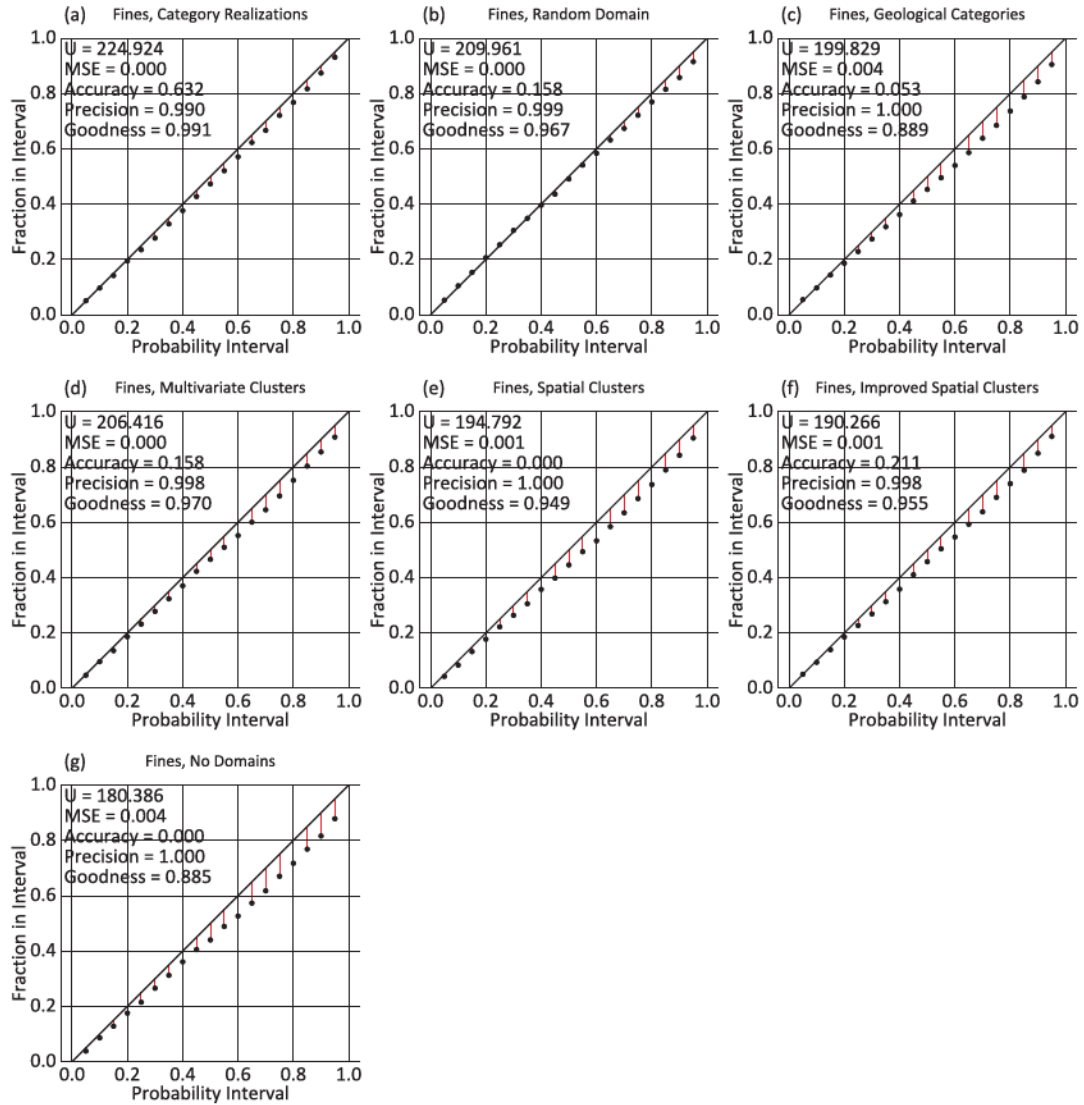 (a) Fines, Category Realizations
U = 224.924
MSE = 0.000
Accuracy = 0.632
Precision = 0.990
Goodness = 0.991
Fraction in Interval
1.0
0.8
0.6
0.4
0.2
0.0
0.0 0.2 0.4 0.6 0.8 1.0
Probability Interval
(b) Fines, Random Domain
U = 209.961
MSE = 0.000
Accuracy = 0.158
Precision = 0.999
Goodness = 0.967
Fraction in Interval
1.0
0.8
0.6
0.4
0.2
0.0
0.0 0.2 0.4 0.6 0.8 1.0
Probability Interval
(c) Fines, Geological Categories
U = 199.829
MSE = 0.004
Accuracy = 0.053
Precision = 1.000
Goodness = 0.889
Fraction in Interval
1.0
0.8
0.6
0.4
0.2
0.0
0.0 0.2 0.4 0.6 0.8 1.0
Probability Interval
(d) Fines, Multivariate Clusters
U = 206.416
MSE = 0.000
Accuracy = 0.158
Precision = 0.998
Goodness = 0.970
Fraction in Interval
1.0
0.8
0.6
0.4
0.2
0.0
0.0 0.2 0.4 0.6 0.8 1.0
Probability Interval
(e) Fines, Spatial Clusters
U = 194.792
MSE = 0.001
Accuracy = 0.000
Precision = 1.000
Goodness = 0.949
Fraction in Interval
1.0
0.8
0.6
0.4
0.2
0.0
0.0 0.2 0.4 0.6 0.8 1.0
Probability Interval
(f) Fines, Improved Spatial Clusters
U = 190.266
MSE = 0.001
Accuracy = 0.211
Precision = 0.998
Goodness = 0.955
Fraction in Interval
1.0
0.8
0.6
0.4
0.2
0.0
0.0 0.2 0.4 0.6 0.8 1.0
Probability Interval
(g) Fines, No Domains
U = 180.386
MSE = 0.004
Accuracy = 0.000
Precision = 1.000
Goodness = 0.885
Fraction in Interval
1.0
0.8
0.6
0.4
0.2
0.0
0.0 0.2 0.4 0.6 0.8 1.0
Probability Interval